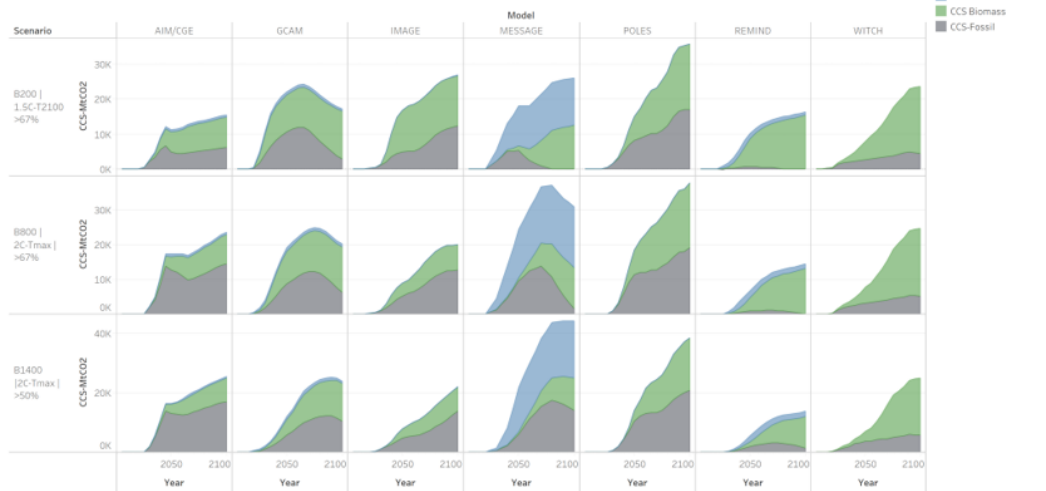 Model
Scenario AIM/CGE GCAM IMAGE MESSAGE POLES REMIND WITCH
CCS Biomass
CCS-Fossil
B200 |
1.5C-T2100
>67%
CCS-MtCO2
30K
20K
10K
0K
B800 |
2C-Tmax |
>67%
CCS-MtCO2
30K
20K
10K
0K
B1400
|2C-Tmax |
>50%
CCS-MtCO2
40K
20K
0K
2050 2100 2050 2100 2050 2100 2050 2100 2050 2100 2050 2100 2050 2100
Year Year Year Year Year Year Year